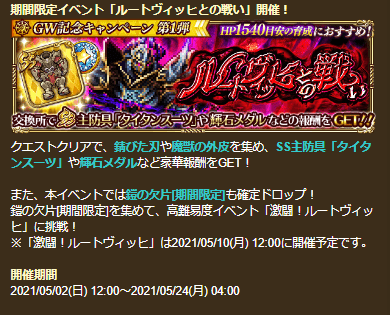 期間限定イベント「ルートヴィッヒとの戦い」開催！
GW記念キャンペーン 第1弾
HP1540H安の育成におすすめ!
ルートヴィッヒとの戦い
交換所でSS主防具「タイタンスーツ」や輝石メダルなどの報酬をGET!!
クエストクリアで、錆びた刃や魔獣の外皮を集め、SS主防具「タイタ
ンスーツ」や輝石メダルなど豪華報酬をGET！
また、本イベントでは鎧の欠片[期間限定]も確定ドロップ！
鎧の欠片[期間限定]を集めて、高難易度イベント「激闘！ルートヴィッ
ヒ」に挑戦！
※「激闘！ルートヴィッヒ」は2021/05/10(月) 12:00に開催予定です。
開催期間
2021/05/02(日) 12:00～2021/05/24(月) 04:00